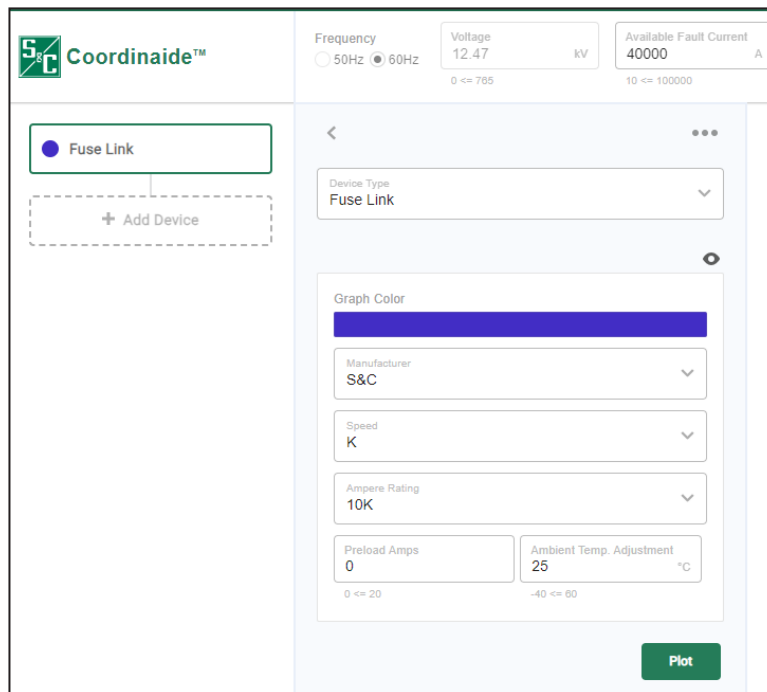 S&C Coordinaide™
Frequency
50Hz 60Hz
Voltage
12.47 kV
0 <= 765
Available Fault Current
40000 A
10 <= 100000
Fuse Link
+ Add Device
Device Type
Fuse Link
Graph Color
Manufacturer
S&C
Speed
K
Ampere Rating
10K
Preload Amps
0
0 <= 20
Ambient Temp. Adjustment
25 °C
-40 <= 60
Plot